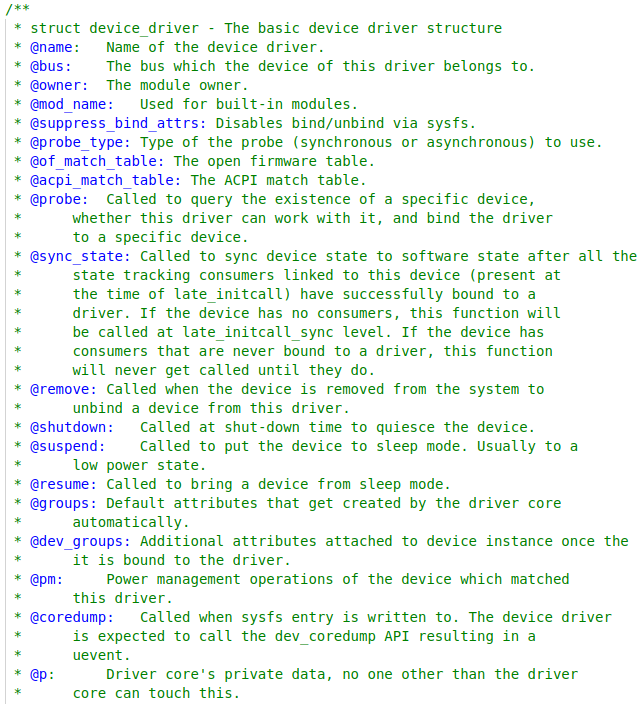 /**
* struct device_driver - The basic device driver structure
* @name: Name of the device driver.
* @bus: The bus which the device of this driver belongs to.
* @owner: The module owner.
* @mod_name: Used for built-in modules.
* @suppress_bind_attrs: Disables bind/unbind via sysfs.
* @probe_type: Type of the probe (synchronous or asynchronous) to use.
* @of_match_table: The open firmware table.
* @acpi_match_table: The ACPI match table.
* @probe: Called to query the existence of a specific device,
* whether this driver can work with it, and bind the driver
* to a specific device.
* @sync_state: Called to sync device state to software state after all the
* state tracking consumers linked to this device (present at
* the time of late_initcall) have successfully bound to a
* driver. If the device has no consumers, this function will
* be called at late_initcall_sync level. If the device has
* consumers that are never bound to a driver, this function
* will never get called until they do.
* @remove: Called when the device is removed from the system to
* unbind a device from this driver.
* @shutdown: Called at shut-down time to quiesce the device.
* @suspend: Called to put the device to sleep mode. Usually to a
* low power state.
* @resume: Called to bring a device from sleep mode.
* @groups: Default attributes that get created by the driver core
* automatically.
* @dev_groups: Additional attributes attached to device instance once the
* it is bound to the driver.
* @pm: Power management operations of the device which matched
* this driver.
* @coredump: Called when sysfs entry is written to. The device driver
* is expected to call the dev_coredump API resulting in a
* uevent.
* @p: Driver core's private data, no one other than the driver
* core can touch this.